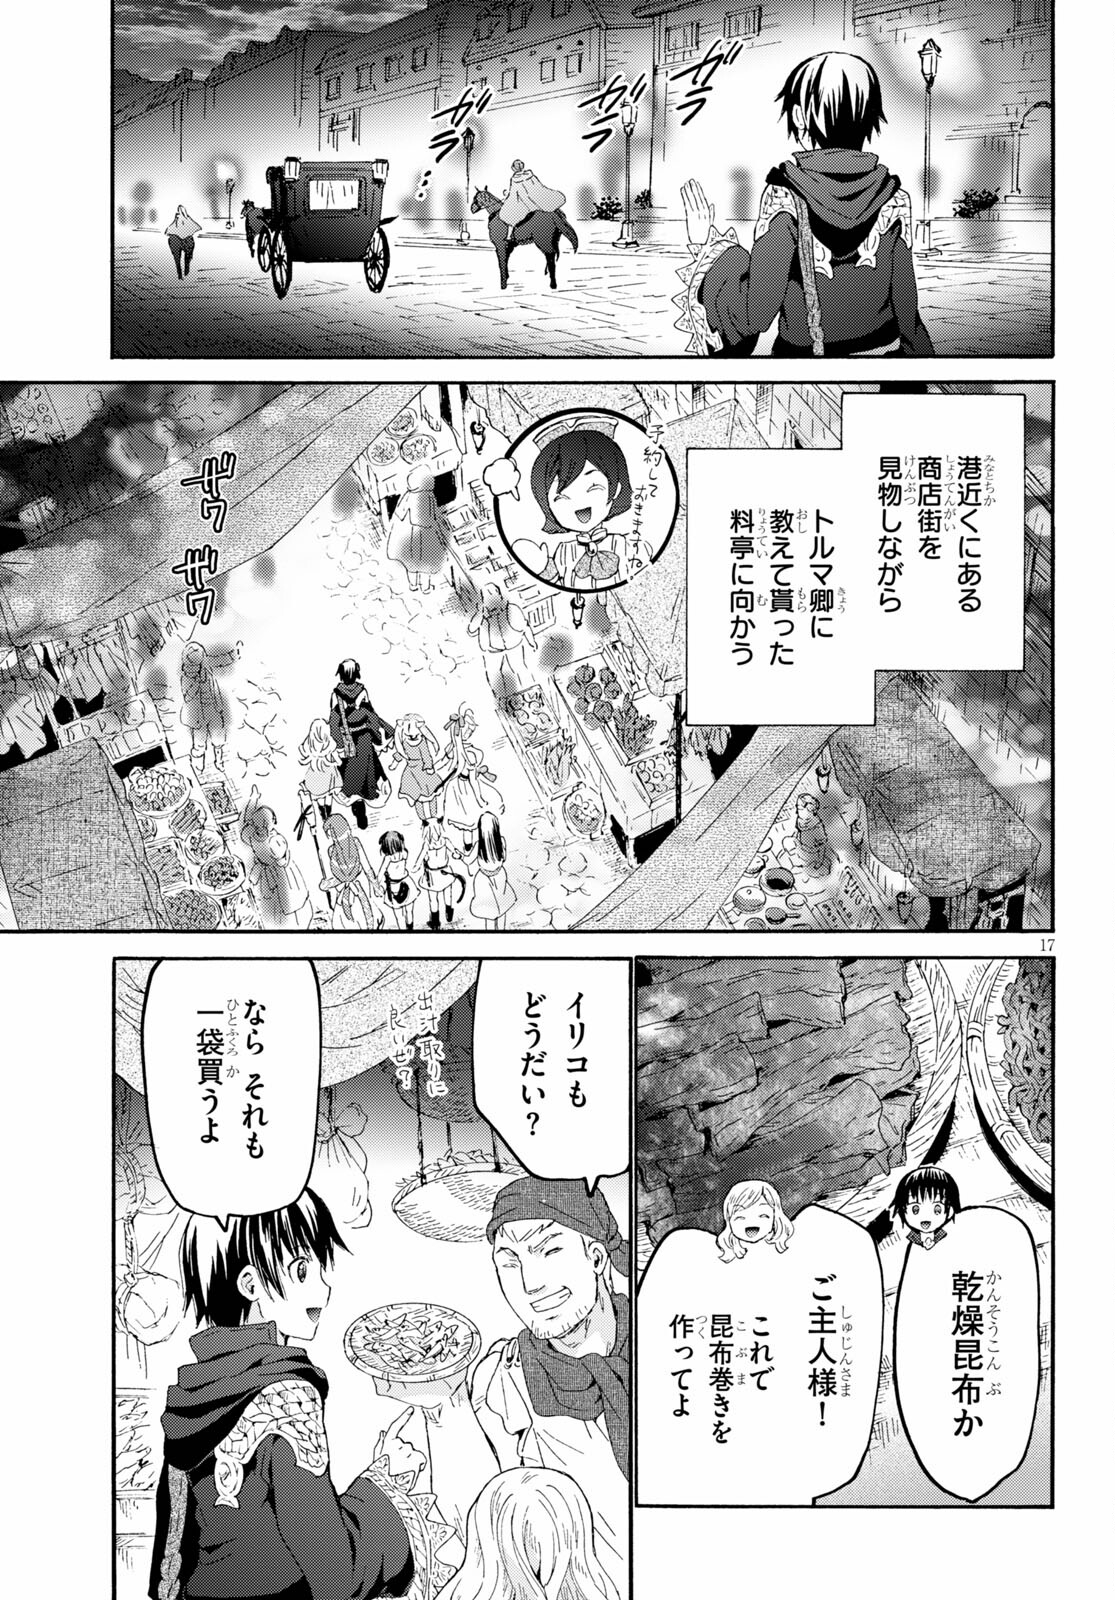 ガラ
ガラ
ガラ…
港近くにある
商店街を
見物しながら
トルマ卿に
教えて貰った
料亭に向かう
予約して
おきますね!
ザワ
ザワ
17
乾燥昆布か
ご主人様!
これで
昆布巻きを
作ってよ
イリコも
どうだい?
出汁取りに
良いぜ?
なら それも
一袋買うよ